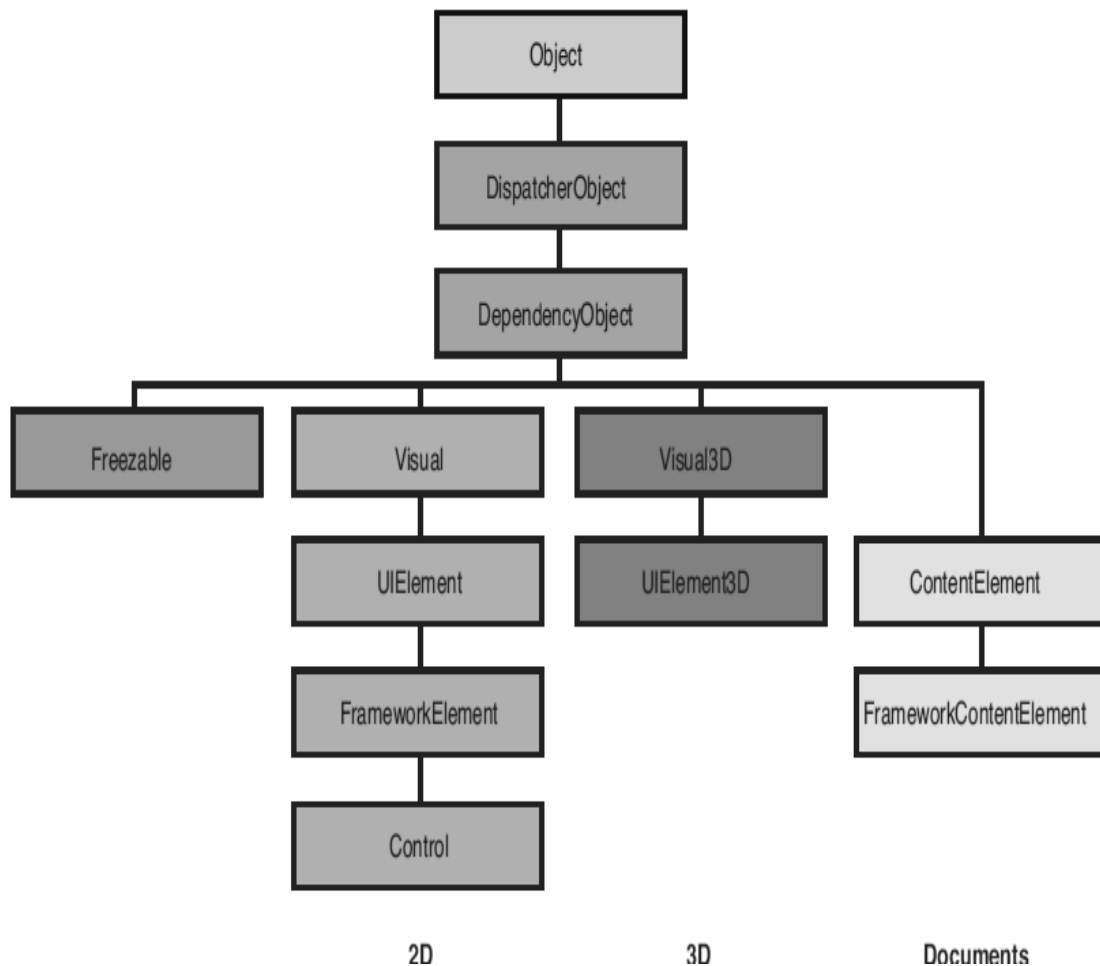 Object
DispatcherObject
DependencyObject
Freezable
Visual
Visual3D
UIElement
UIElement3D
ContentElement
FrameworkElement
FrameworkContentElement
Control
2D
3D
Documents